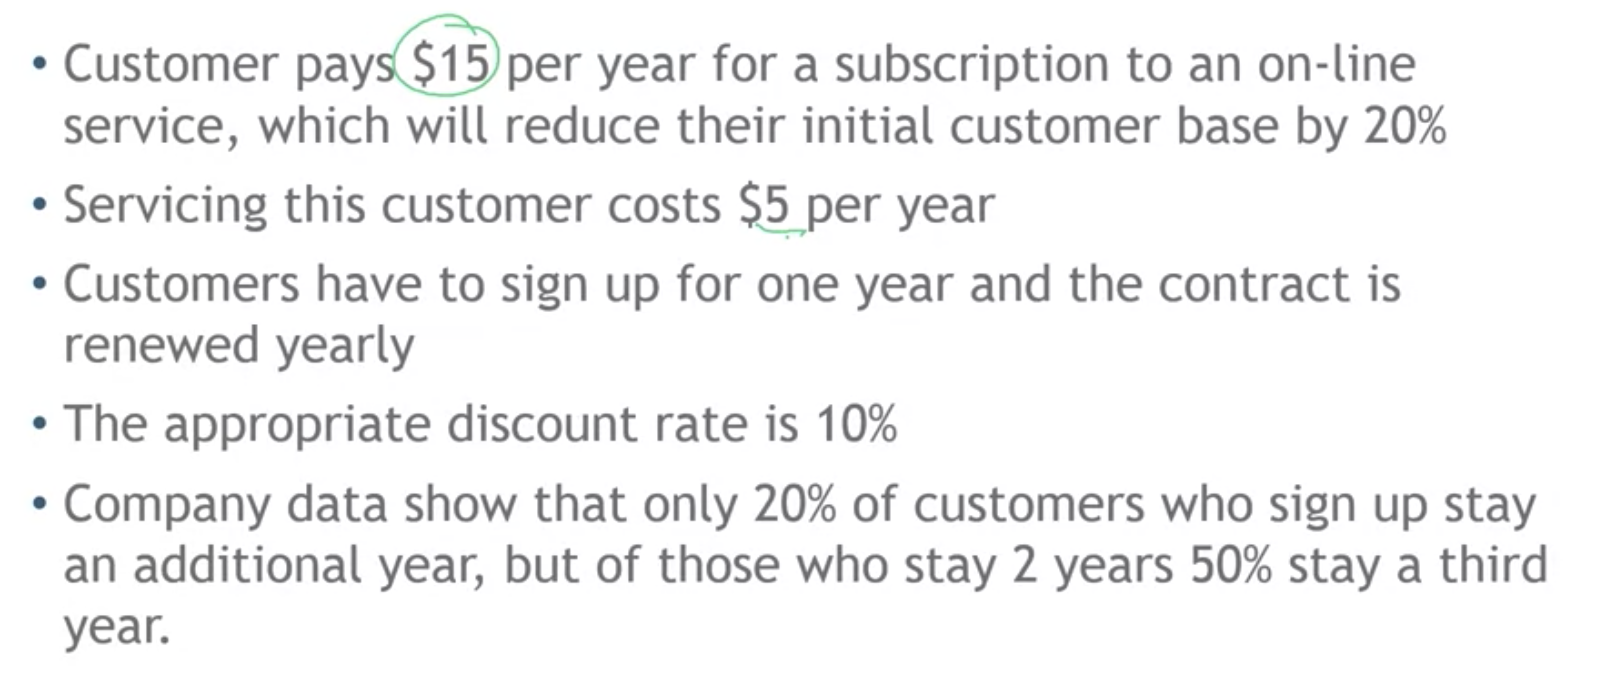 • Customer pays $15 per year for a subscription to an on-line
service, which will reduce their initial customer base by 20%
• Servicing this customer costs $5 per year
• Customers have to sign up for one year and the contract is
renewed yearly
• The appropriate discount rate is 10%
• Company data show that only 20% of customers who sign up stay
an additional year, but of those who stay 2 years 50% stay a third
year.